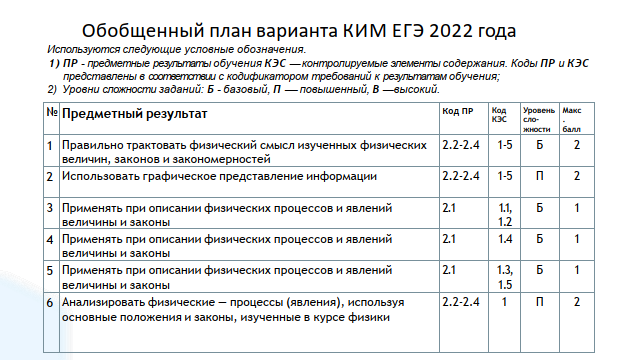 Обобщенный план варианта КИМ ЕГЭ 2022 года
Используются следующие условные обозначения.
1) ПР - предметные результаты обучения КЭС — контролируемые элементы содержания. Коды ПР и КЭС
представлены в соответствии с кодификатором требований к результатам обучения;
2) Уровни сложности заданий: Б - базовый, П — повышенный, В —высокий.
№ Предметный результат Код ПР Код КЭС Уровень сло- жности Макс . балл
1 Правильно трактовать физический смысл изученных физических 2.2-2.4 1-5 Б 2
величин, законов и закономерностей
2 Использовать графическое представление информации 2.2-2.4 1-5 П 2
3 Применять при описании физических процессов и явлений 2.1 1.1, Б 1
величины и законы 1.2
4 Применять при описании физических процессов и явлений 2.1 1.4 Б 1
величины и законы
5 Применять при описании физических процессов и явлений 2.1 1.3, Б 1
величины и законы 1.5
6 Анализировать физические — процессы (явления), используя 2.2-2.4 1 П 2
основные положения и законы, изученные в курсе физики